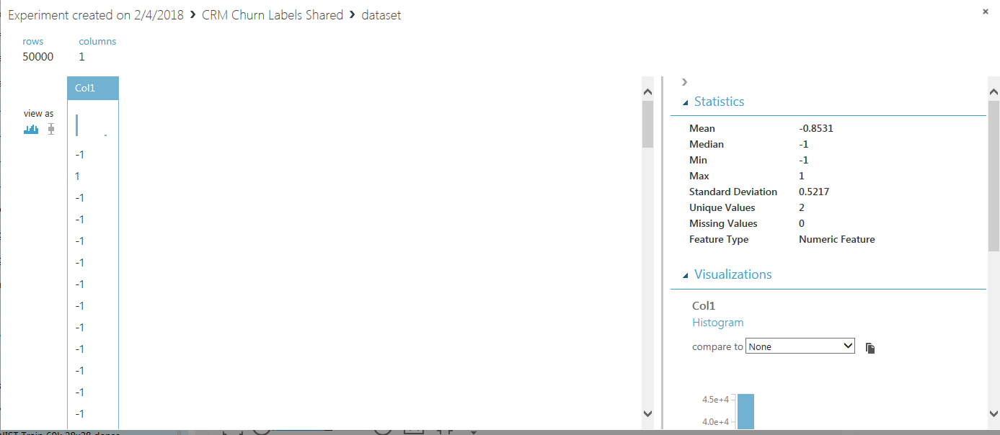 Experiment created on 2/4/2018 › CRM Churn Labels Shared › dataset
rows columns
50000 1
Col1
view as
-1
1
-1
-1
-1
-1
-1
-1
-1
-1
-1
-1
-1
Statistics
Mean -0.8531
Median -1
Min -1
Max 1
Standard Deviation 0.5217
Unique Values 2
Missing Values 0
Feature Type Numeric Feature
Visualizations
Col1
Histogram
compare to None
4.5e+4
4.0e+4